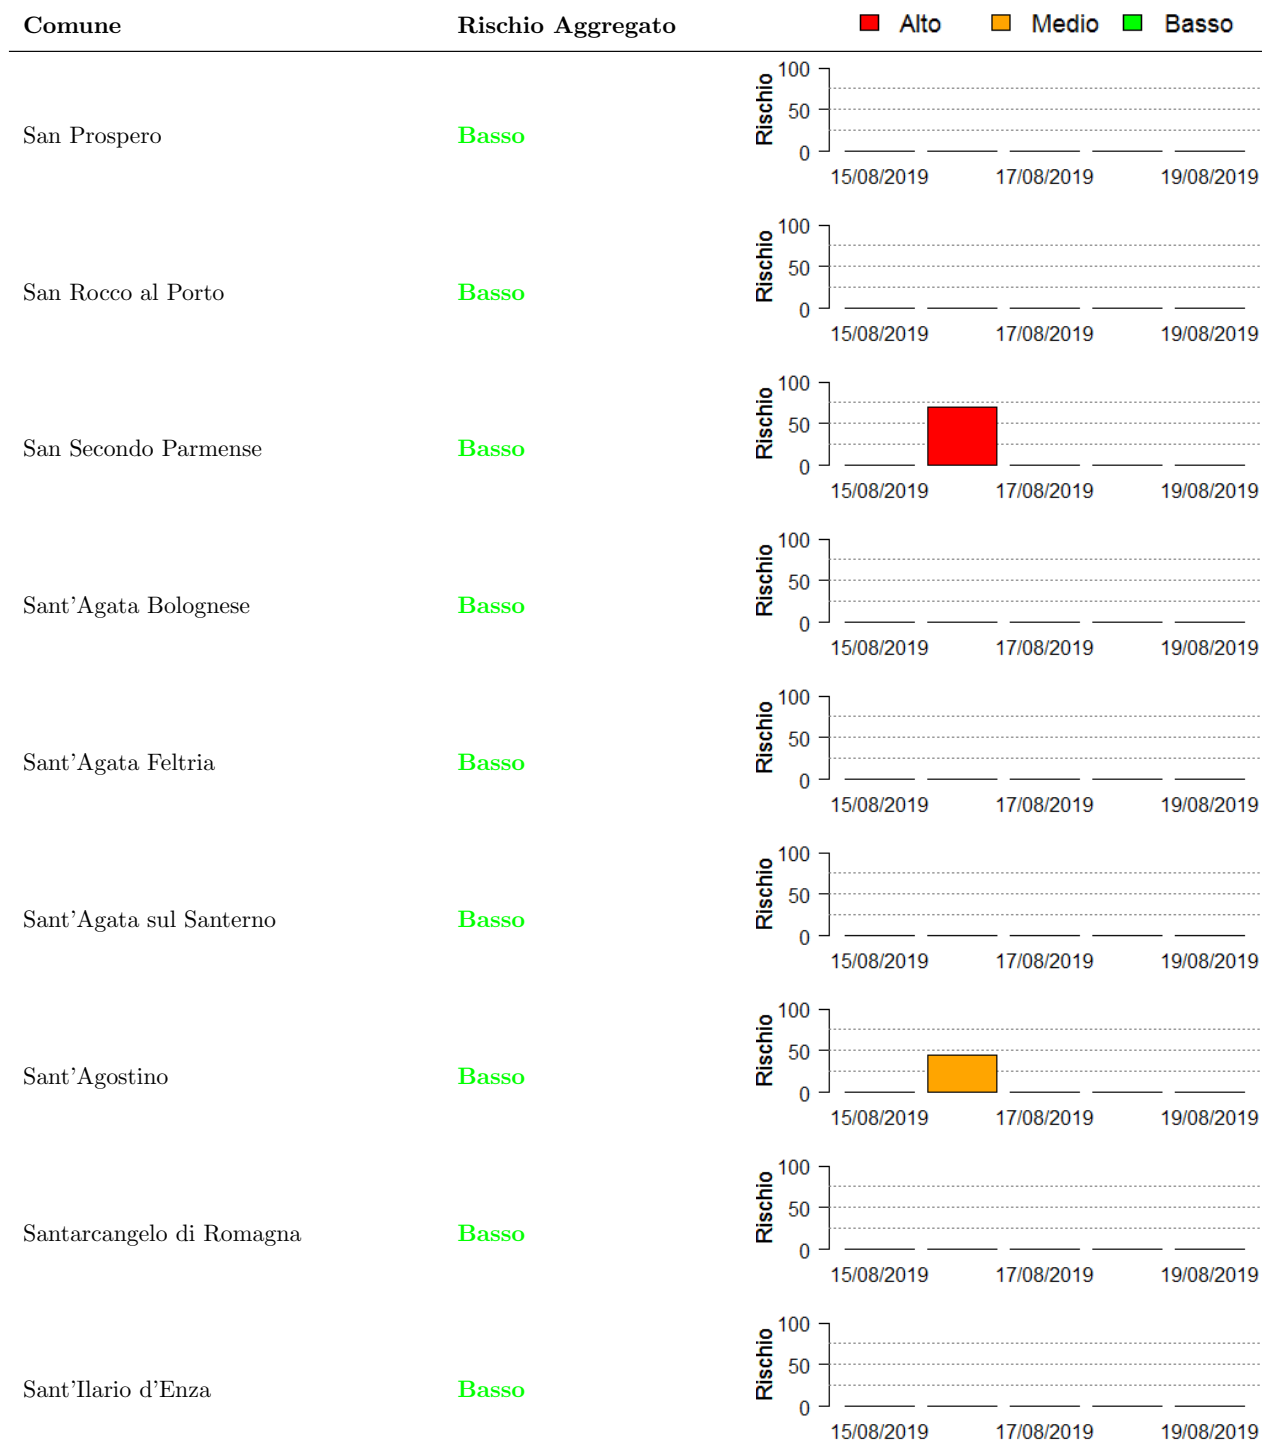 Comune Rischio Aggregato Alto Medio Basso
San Prospero Basso Rischio 100 50 0
15/08/2019 17/08/2019 19/08/2019
San Rocco al Porto Basso Rischio 100 50 0
15/08/2019 17/08/2019 19/08/2019
San Secondo Parmense Basso Rischio 100 50 0
15/08/2019 17/08/2019 19/08/2019
Sant'Agata Bolognese Basso Rischio 100 50 0
15/08/2019 17/08/2019 19/08/2019
Sant'Agata Feltria Basso Rischio 100 50 0
15/08/2019 17/08/2019 19/08/2019
Sant'Agata sul Santerno Basso Rischio 100 50 0
15/08/2019 17/08/2019 19/08/2019
Sant'Agostino Basso Rischio 100 50 0
15/08/2019 17/08/2019 19/08/2019
Santarcangelo di Romagna Basso Rischio 100 50 0
15/08/2019 17/08/2019 19/08/2019
Sant'Ilario d'Enza Basso Rischio 100 50 0
15/08/2019 17/08/2019 19/08/2019